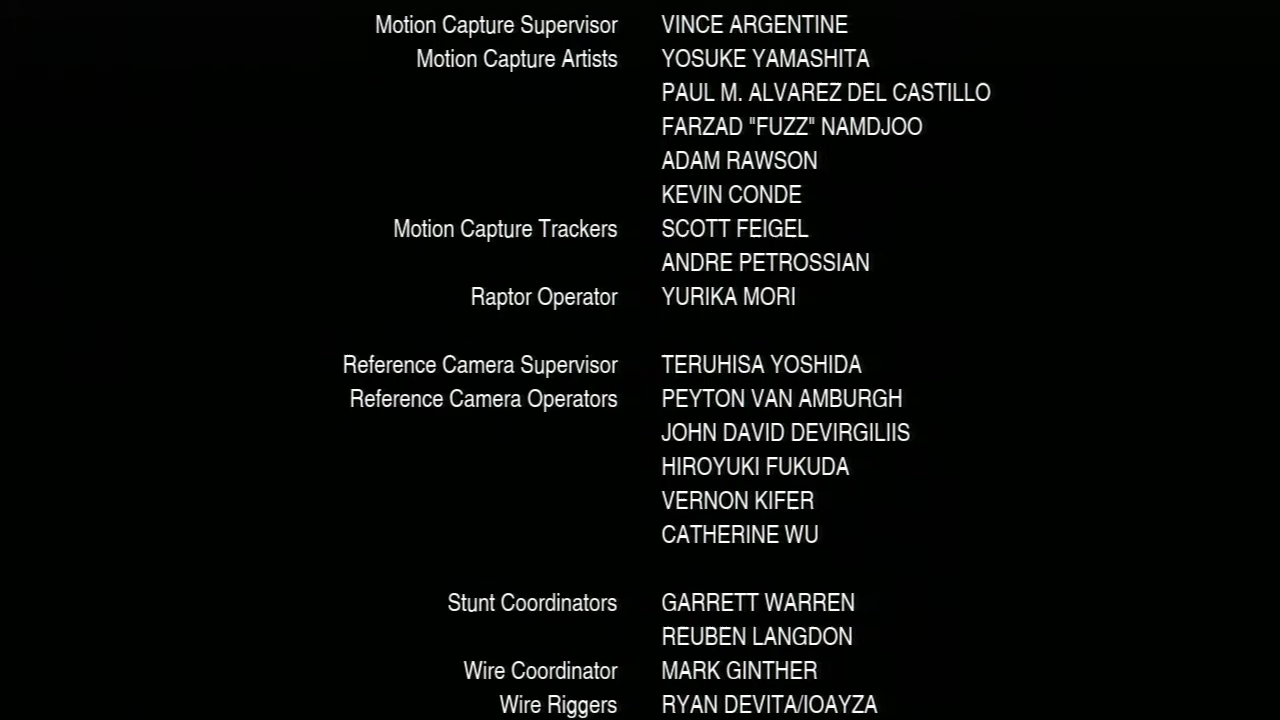 Motion Capture Supervisor VINCE ARGENTINE
Motion Capture Artists YOSUKE YAMASHITA
PAUL M. ALVAREZ DEL CASTILLO
FARZAD "FUZZ" NAMDJOO
ADAM RAWSON
KEVIN CONDE
Motion Capture Trackers SCOTT FEIGEL
ANDRE PETROSSIAN
Raptor Operator YURIKA MORI
Reference Camera Supervisor TERUHISA YOSHIDA
Reference Camera Operators PEYTON VAN AMBURGH
JOHN DAVID DEVIRGILIIS
HIROYUKI FUKUDA
VERNON KIFER
CATHERINE WU
Stunt Coordinators GARRETT WARREN
REUBEN LANGDON
Wire Coordinator MARK GINTHER
Wire Riggers RYAN DEVITA/IOAYZA